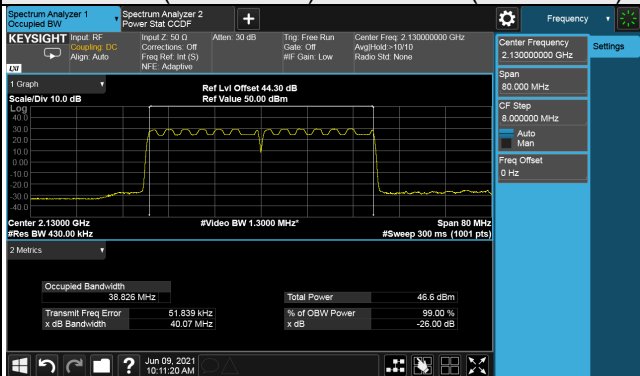 Spectrum Analyzer 1
Occupied BW
Spectrum Analyzer 2
Power Stat CCDF
Frequency
KEYSIGHT
Input: RF
Coupling: DC
Align: Auto
Input Z: 50 Ω
Corrections: Off
Freq Ref: Int (S)
NFE: Adaptive
Atten: 30 dB
Trig: Free Run
Gate: Off
#IF Gain: Low
Center Freq: 2.130000000 GHz
Avg|Hold:>10/10
Radio Std: None
LXI
Center Frequency
2.130000000 GHz
Settings
Span
80.000 MHz
CF Step
8.000000 MHz
Auto
Man
Freq Offset
0 Hz
1 Graph
Scale/Div 10.0 dB
Ref Lvl Offset 44.30 dB
Ref Value 50.00 dBm
Log
40.0
30.0
20.0
10.0
0.00
-10.0
-20.0
-30.0
-40.0
Center 2.13000 GHz
#Video BW 1.3000 MHz*
Span 80 MHz
#Res BW 430.00 kHz
#Sweep 300 ms (1001 pts)
2 Metrics
Occupied Bandwidth
38.826 MHz
Total Power
46.6 dBm
Transmit Freq Error
51.839 kHz
% of OBW Power
99.00 %
x dB Bandwidth
40.07 MHz
x dB
-26.00 dB
?
Jun 09, 2021
10:11:20 AM